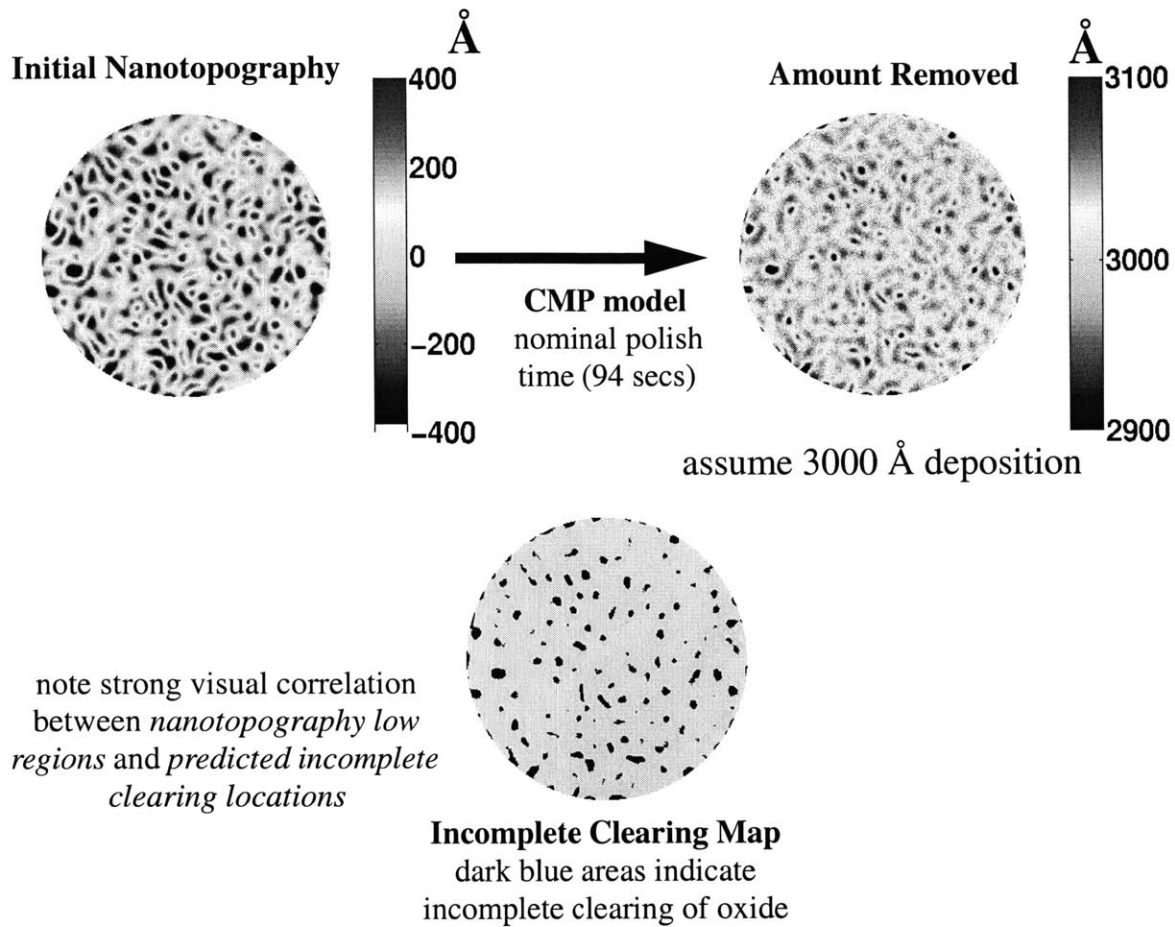 Initial Nanotopography
Å
400
200
0
−200
−400
CMP model
nominal polish
time (94 secs)
Amount Removed
Å
3100
3000
2900
assume 3000 Å deposition
note strong visual correlation
between nanotopography low
regions and predicted incomplete
clearing locations
Incomplete Clearing Map
dark blue areas indicate
incomplete clearing of oxide